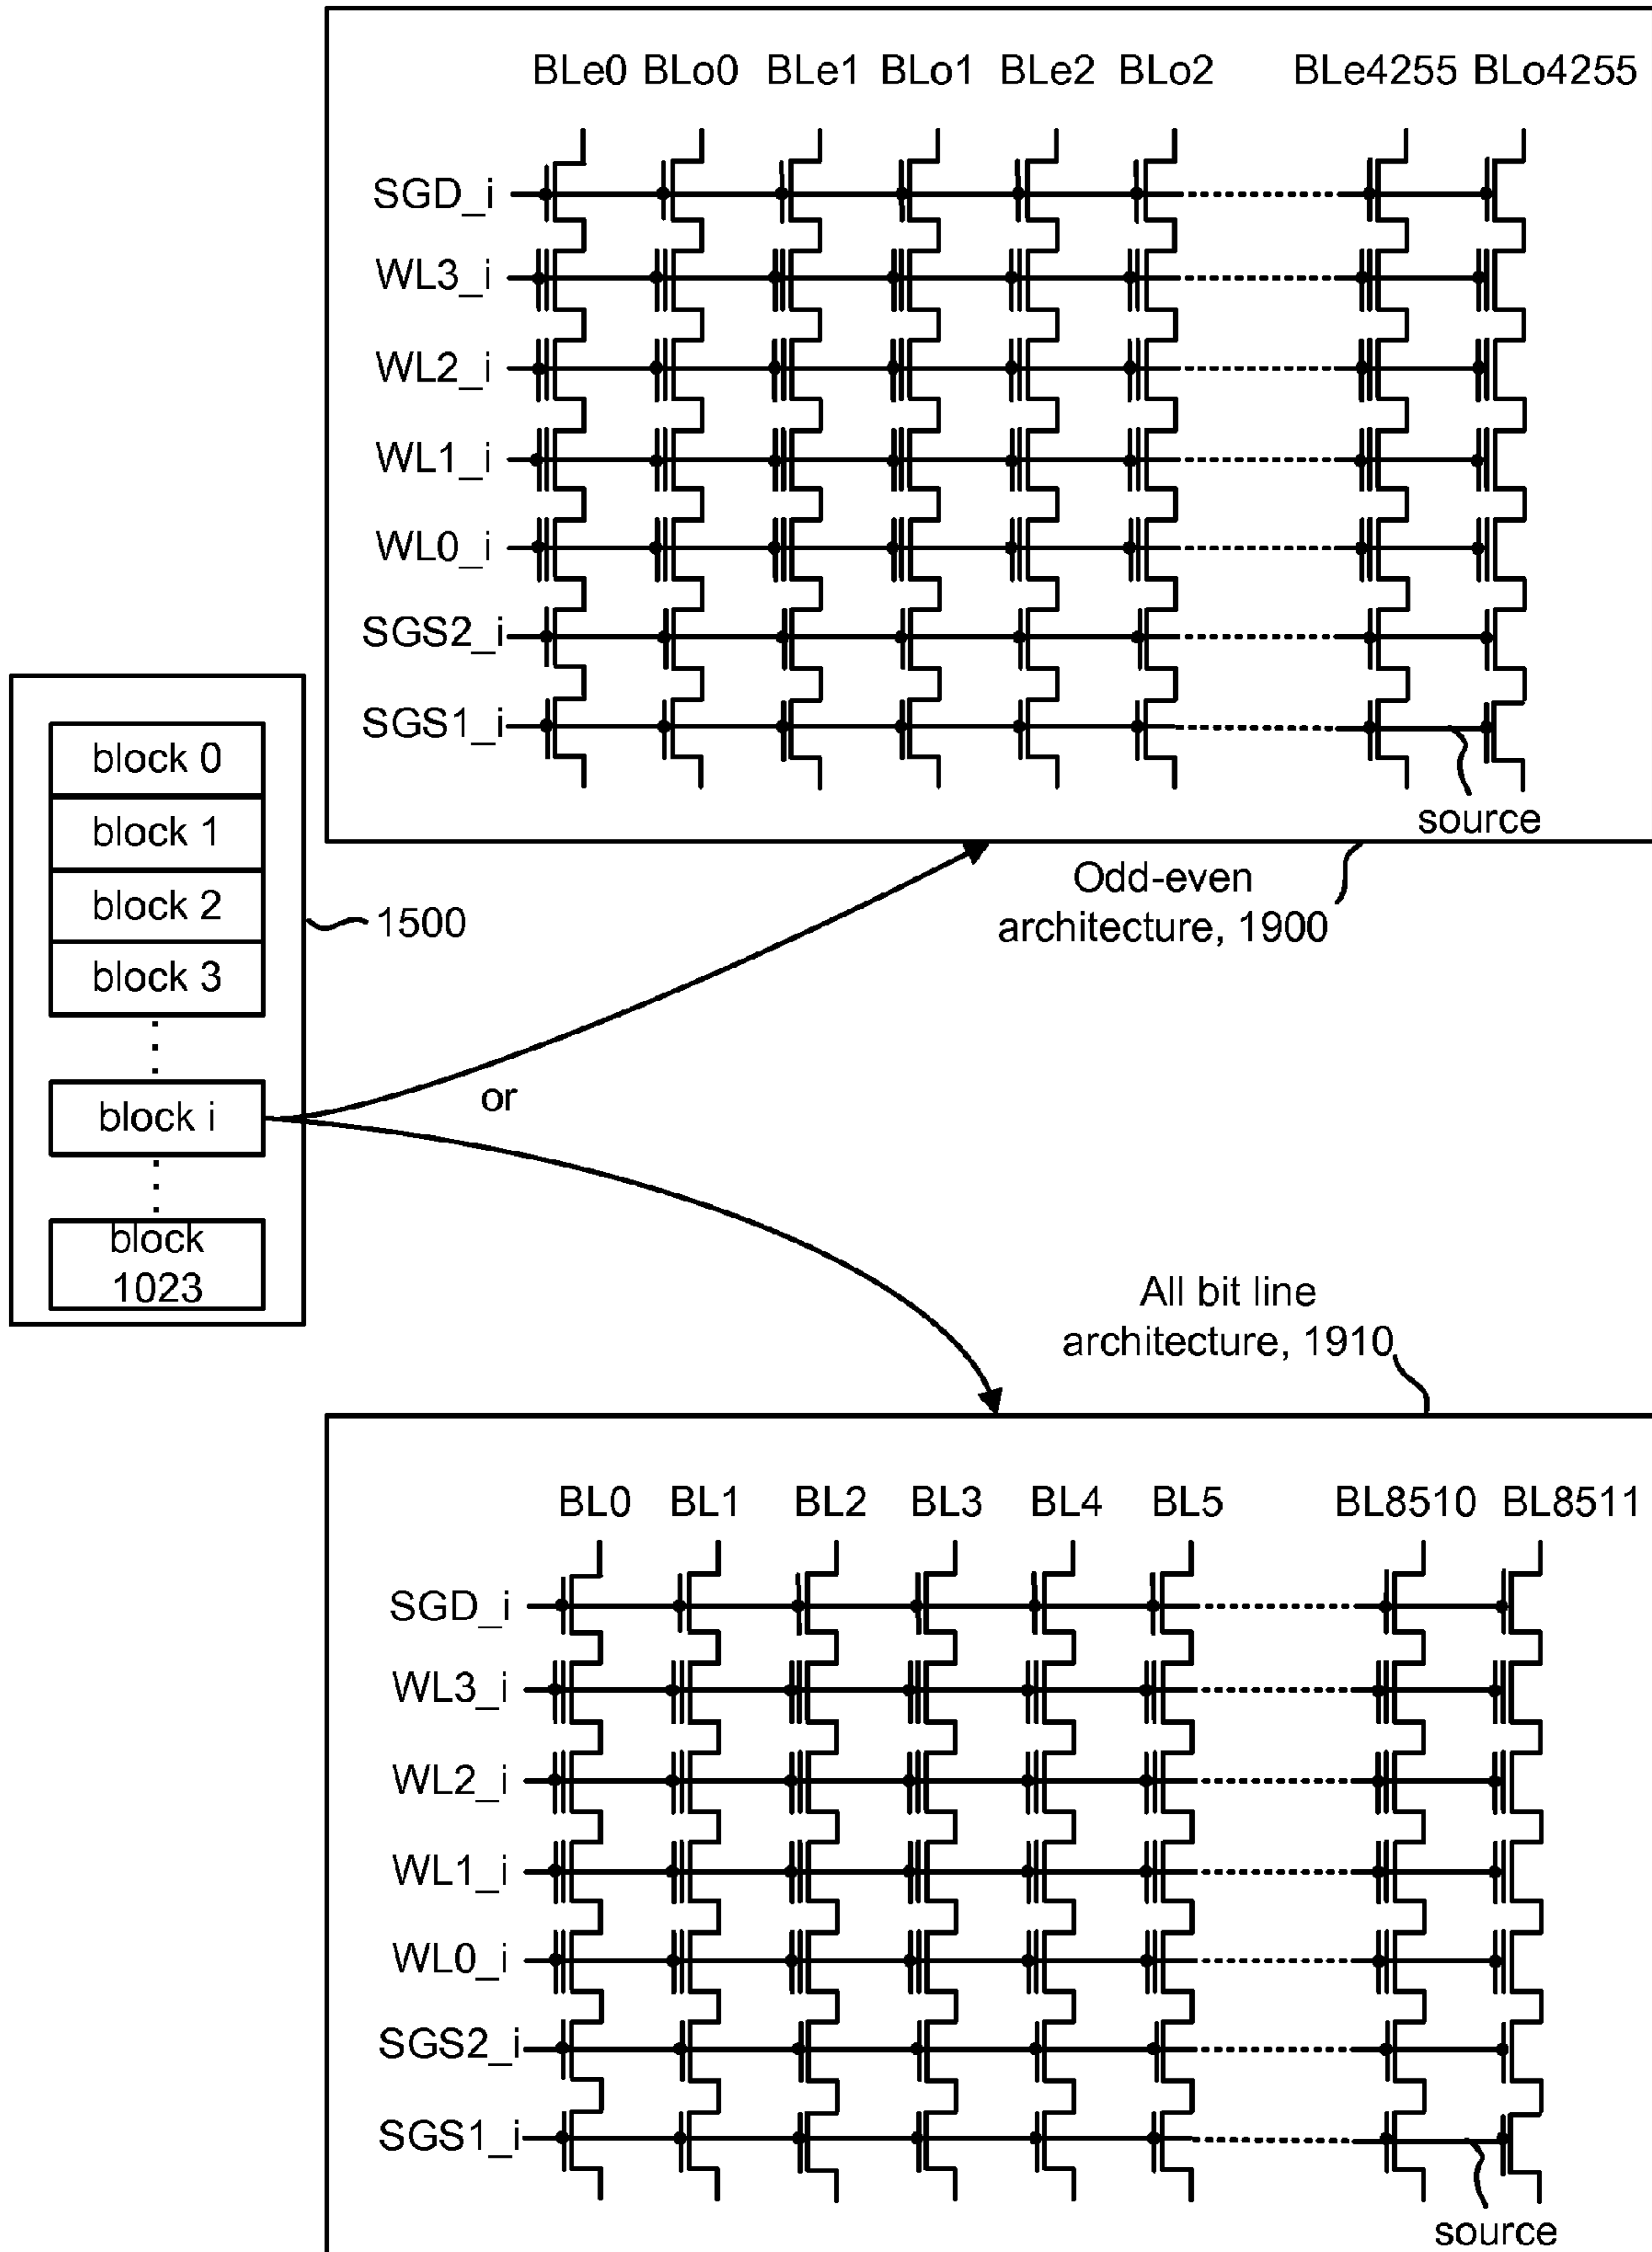 BLe0 BLo0 BLe1 BLo1 BLe2 BLo2 BLe4255 BLo4255
SGD_i
WL3_i
WL2_i
WL1_i
WL0_i
SGS2_i
SGS1_i
source
Odd-even
architecture, 1900
block 0
block 1
block 2
block 3
block i
block
1023
1500
or
All bit line
architecture, 1910
BL0 BL1 BL2 BL3 BL4 BL5 BL8510 BL8511
SGD_i
WL3_i
WL2_i
WL1_i
WL0_i
SGS2_i
SGS1_i
source